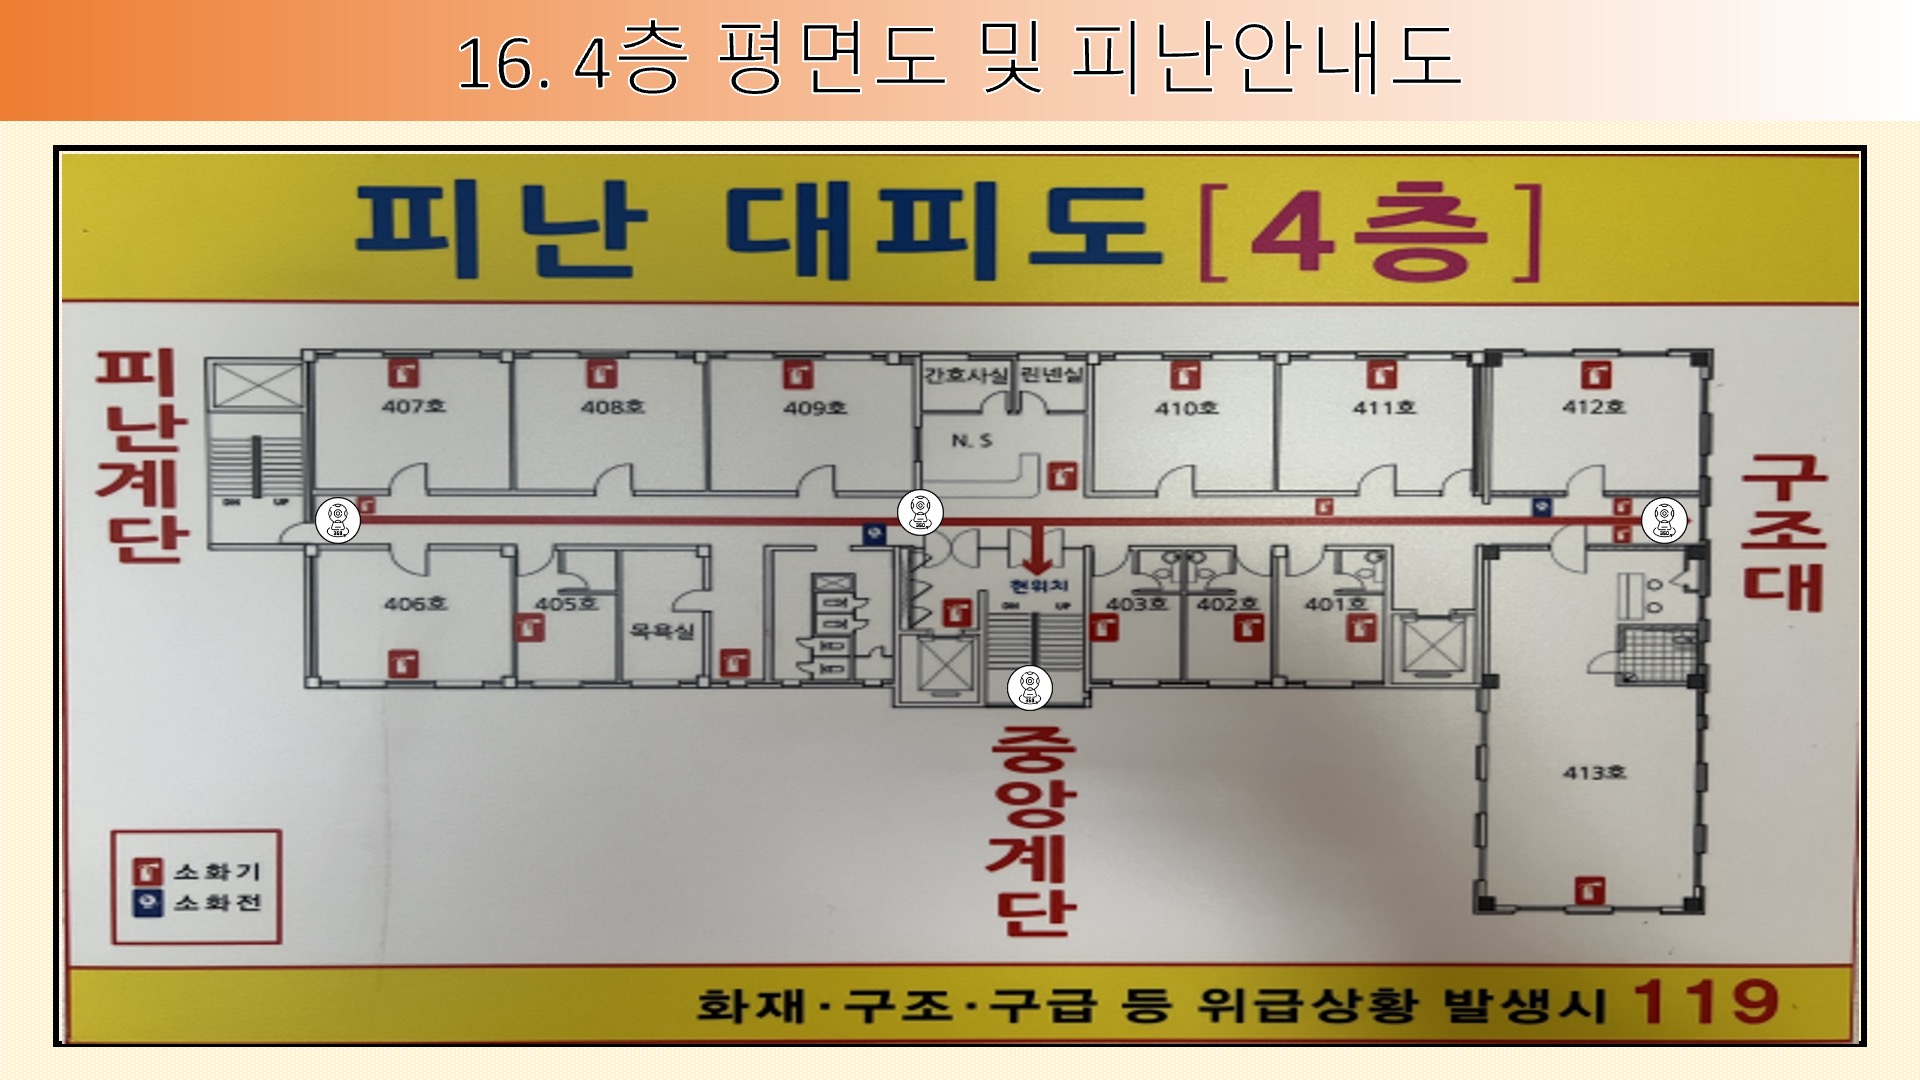 16. 4층 평면도 및 피난안내도
피난 대피도[4층]
피난계단
구조대
407호
408호
409호
간호사실
린넨실
410호
411호
412호
N. S
DN
UP
406호
405호
목욕실
현위치
DN
UP
403호
402호
401호
413호
중앙계단
소화기
소화전
화재·구조·구급 등 위급상황 발생시 119